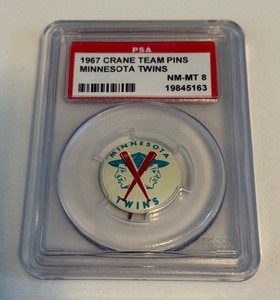 PSA
1967 CRANE TEAM PINS
MINNESOTA TWINS
NM-MT 8
19845163
MINNESOTA
TWINS